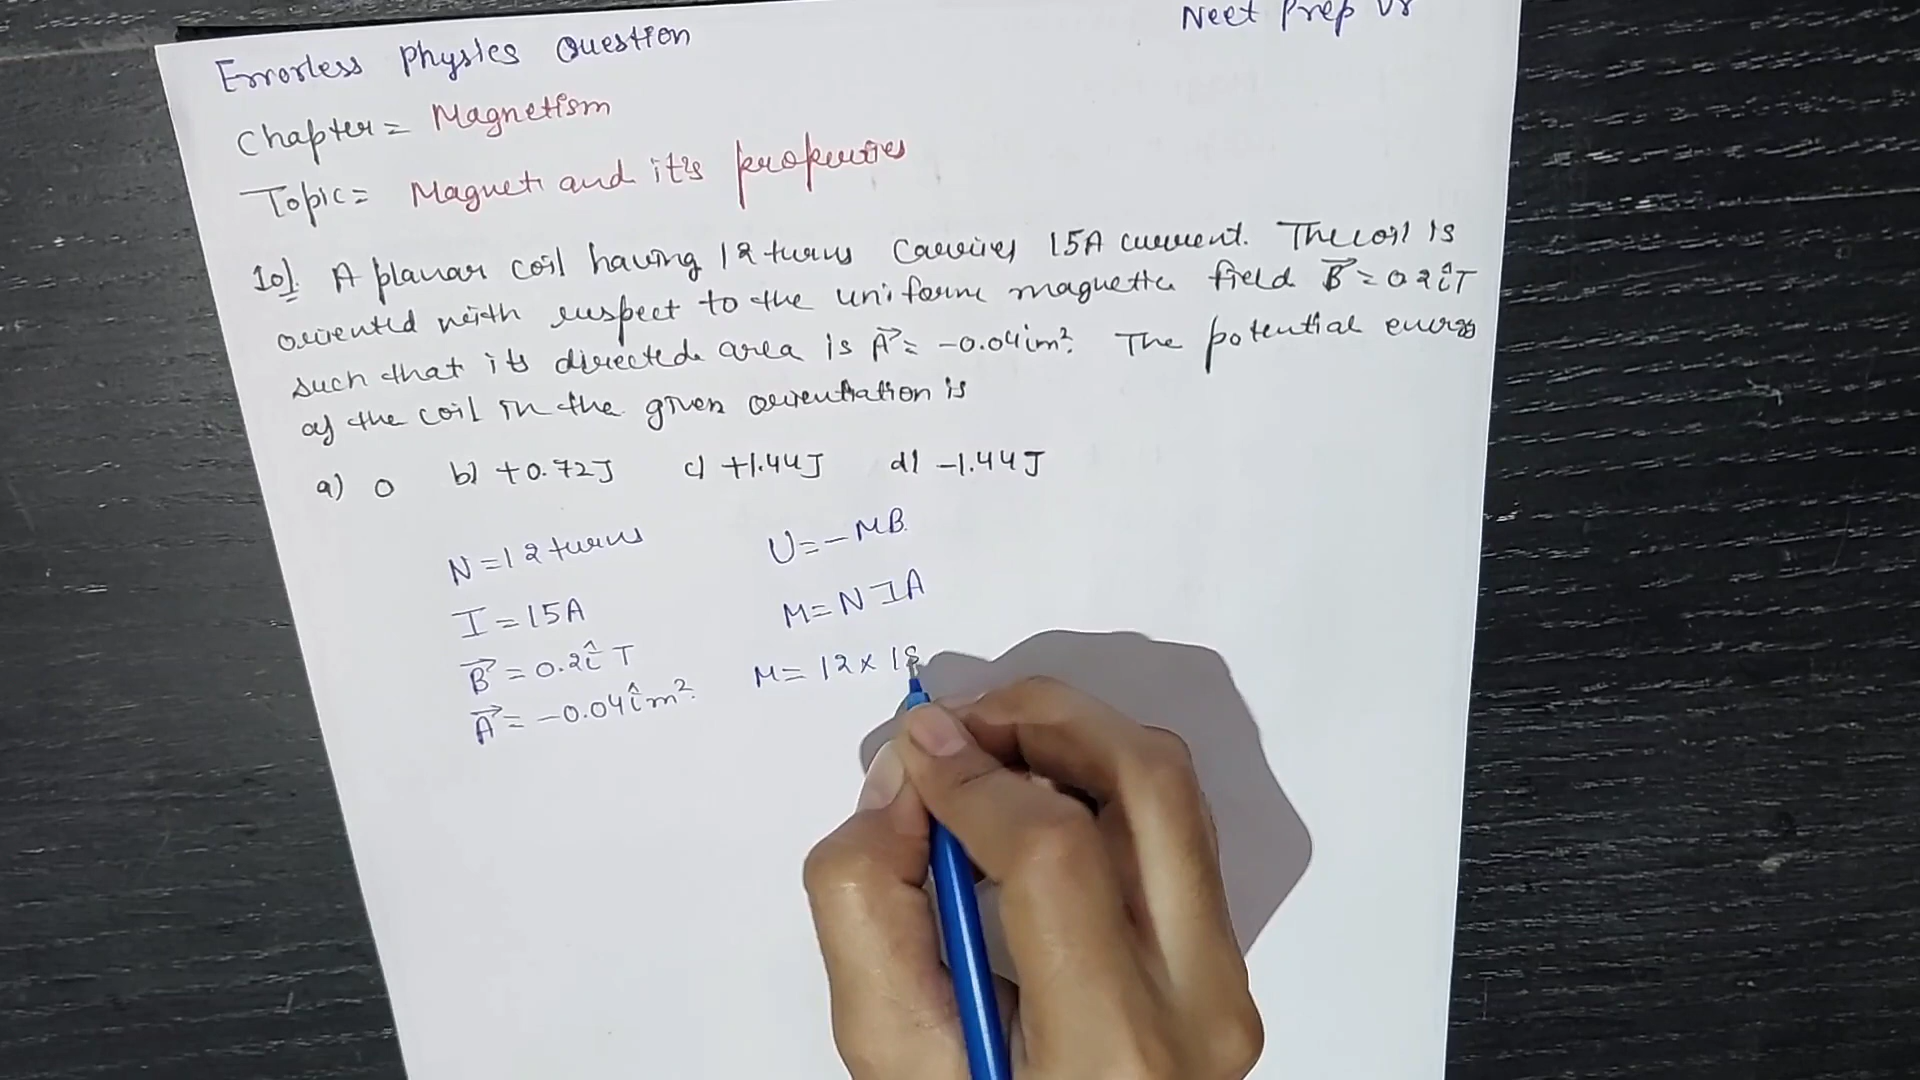 Errorless Physics Question
Neet Prep
Chapter = Magnetism
Topic = Magnet and it's properties
10]. A planar coil having 12 turns Carries 15A current. The coil is
oriented with respect to the uniform magnetic field B⃗ = 0.2î T
such that its directed area is A⃗ = -0.04îm². The potential energy
of the coil in the given orientation is
a) 0 b) +0.72J c) +1.44J d) -1.44J
N = 12 turns U = -MB.
I = 15A M = NIA
B⃗ = 0.2î T M = 12 × 15
A⃗ = -0.04î m².